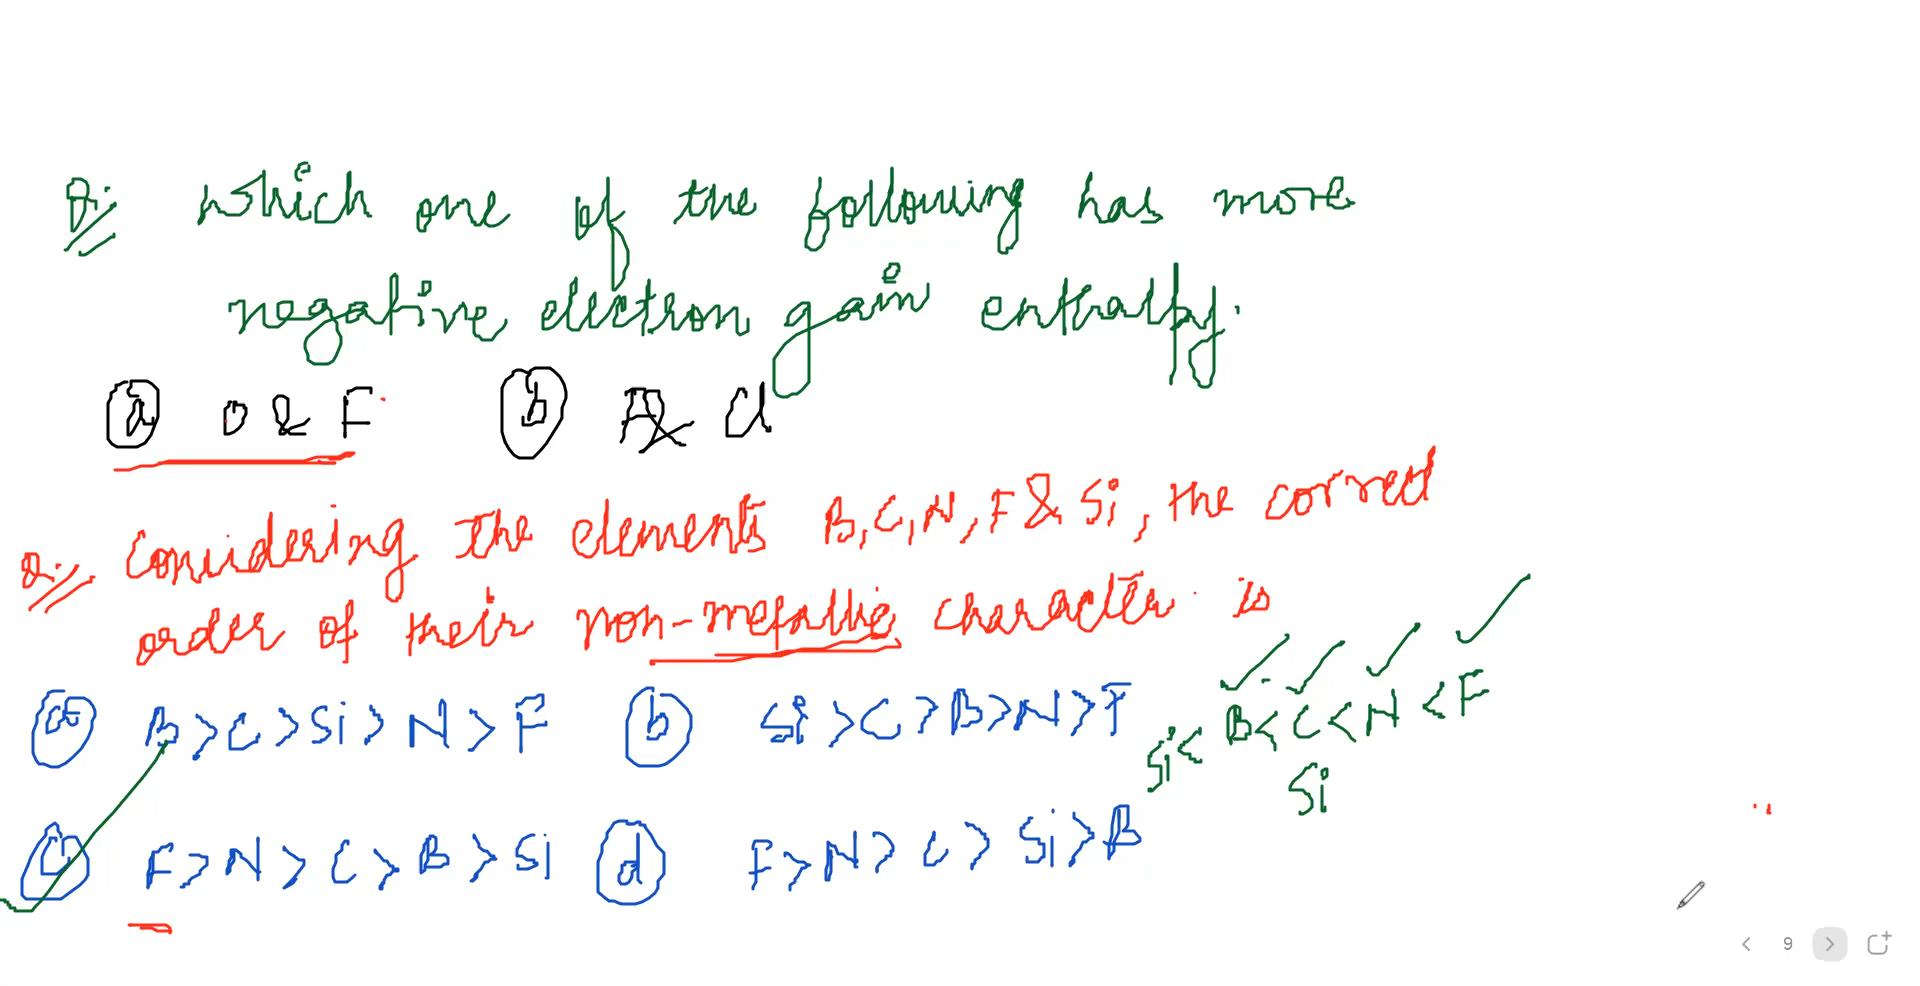 Q: which one of the following has more
negative electron gain enthalpy.
(a) O & F (b) F & Cl
Q: Considering the elements B, C, N, F & Si, the correct
order of their non-metallic character is
(a) B > C > Si > N > F (b) Si > C > B > N > F
Si < B < C < N < F
Si
(c) F > N > C > B > Si (d) F > N > C > Si > B
9